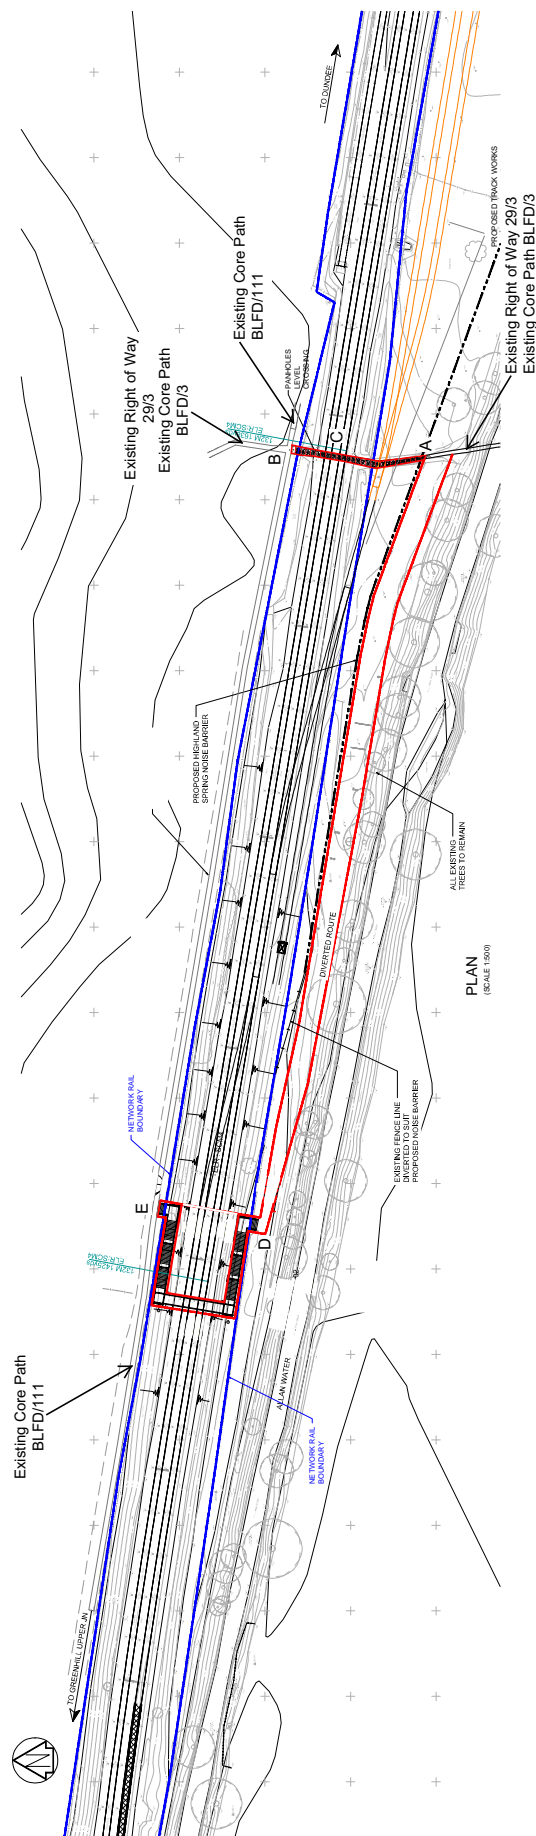 TO DUNDEE
PROPOSED TRACK WORKS
Existing Core Path
BLFD/111
Existing Right of Way
29/3
Existing Core Path
BLFD/3
PANHOLES
LEVEL
CROSSING
ELR:SCM4
B
C
A
Existing Right of Way 29/3
Existing Core Path BLFD/3
PROPOSED HIGHLAND
SPRING NOISE BARRIER
ALL EXISTING
TREES TO REMAIN
DIVERTED ROUTE
PLAN
(SCALE 1:500)
EXISTING FENCE LINE
DIVERTED TO SUIT
PROPOSED NOISE BARRIER
NETWORK RAIL
BOUNDARY
E
D
ELR:SCM4
Existing Core Path
BLFD/111
ALLAN WATER
NETWORK RAIL
BOUNDARY
TO GREENHILL UPPER JN
N